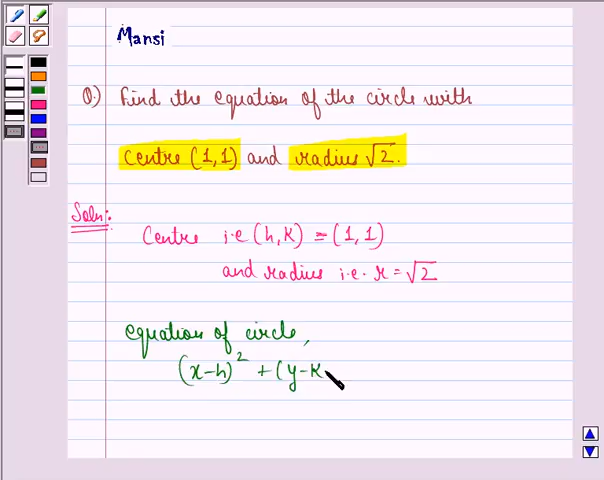 Mansi
Q.) Find the equation of the circle with
centre (1,1) and radius √2.
Soln:
Centre i.e (h,k) = (1,1)
and radius i.e. r = √2
equation of circle,
(x-h)² + (y-k